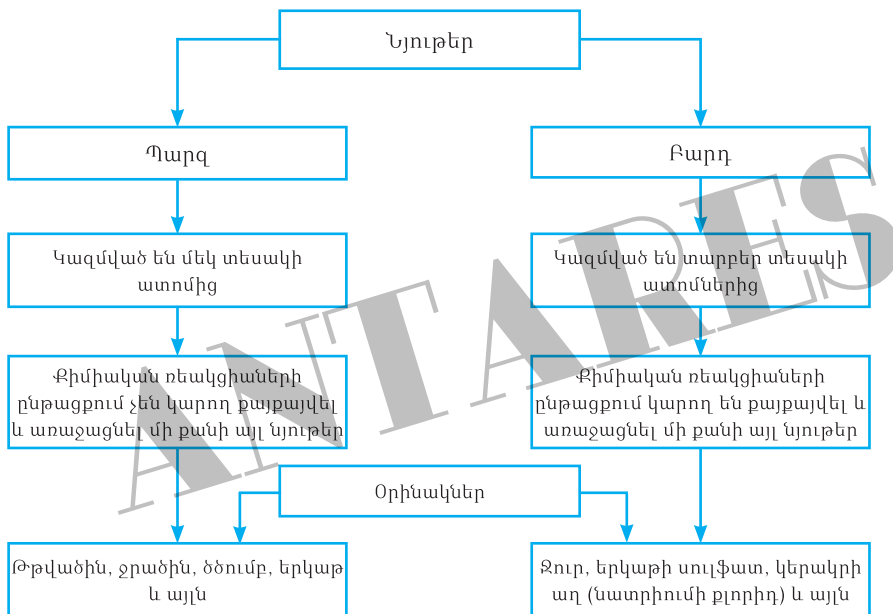 Նյութեր
Պարզ
Բարդ
Կազմված են մեկ տեսակի
ատոմից
Կազմված են տարբեր տեսակի
ատոմներից
Քիմիական ռեակցիաների
ընթացքում չեն կարող քայքայվել
և առաջացնել մի քանի այլ նյութեր
Քիմիական ռեակցիաների
ընթացքում կարող են քայքայվել և
առաջացնել մի քանի այլ նյութեր
Օրինակներ
Թթվածին, ջրածին, ծծումբ, երկաթ
և այլն
Ջուր, երկաթի սուլֆատ, կերակրի
աղ (նատրիումի քլորիդ) և այլն
ANTARES